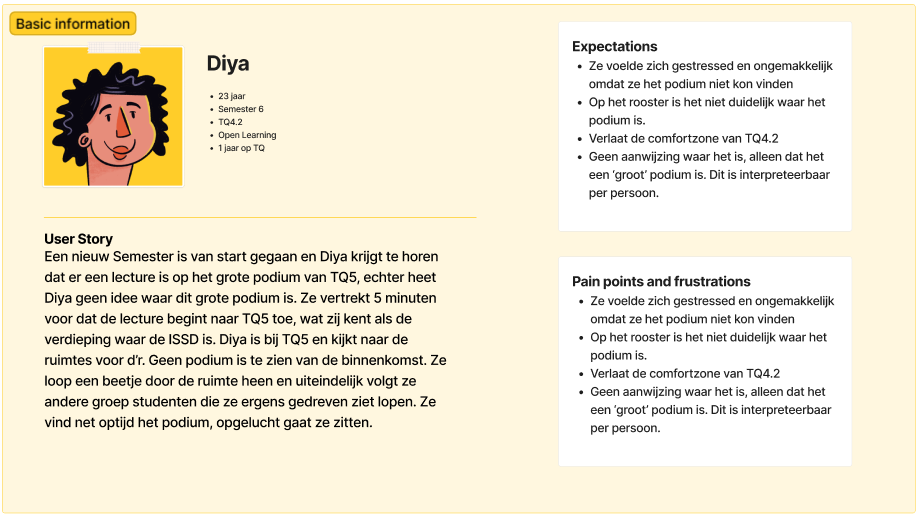 Basic information
Diya
23 jaar
Semester 6
TQ4.2
Open Learning
1 jaar op TQ
User Story
Een nieuw Semester is van start gegaan en Diya krijgt te horen
dat er een lecture is op het grote podium van TQ5, echter heet
Diya geen idee waar dit grote podium is. Ze vertrekt 5 minuten
voor dat de lecture begint naar TQ5 toe, wat zij kent als de
verdieping waar de ISSD is. Diya is bij TQ5 en kijkt naar de
ruimtes voor d'r. Geen podium is te zien van de binnenkomst. Ze
loop een beetje door de ruimte heen en uiteindelijk volgt ze
andere groep studenten die ze ergens gedreven ziet lopen. Ze
vind net optijd het podium, opgelucht gaat ze zitten.
Expectations
Ze voelde zich gestressed en ongemakkelijk
omdat ze het podium niet kon vinden
Op het rooster is het niet duidelijk waar het
podium is.
Verlaat de comfortzone van TQ4.2
Geen aanwijzing waar het is, alleen dat het
een 'groot' podium is. Dit is interpreteerbaar
per persoon.
Pain points and frustrations
Ze voelde zich gestressed en ongemakkelijk
omdat ze het podium niet kon vinden
Op het rooster is het niet duidelijk waar het
podium is.
Verlaat de comfortzone van TQ4.2
Geen aanwijzing waar het is, alleen dat het
een 'groot' podium is. Dit is interpreteerbaar
per persoon.